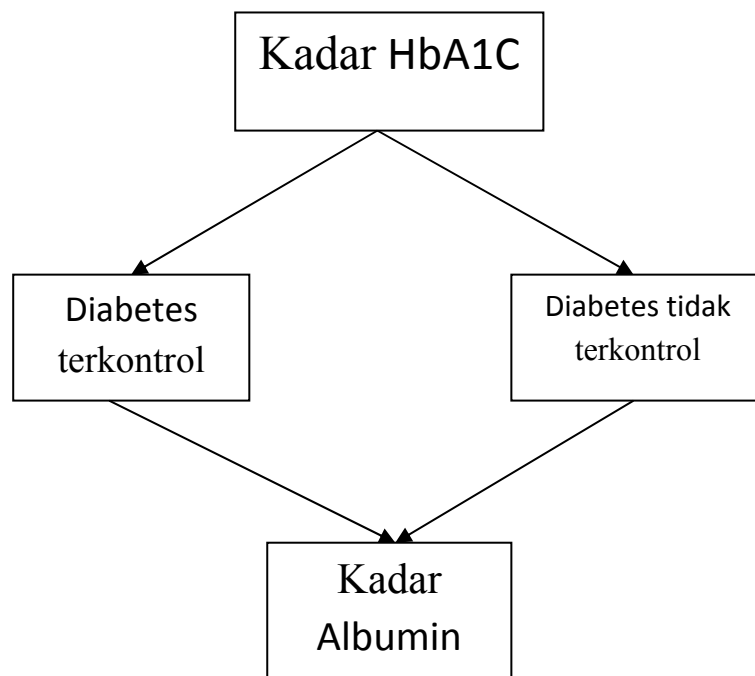 Kadar HbA1C
Diabetes
terkontrol
Diabetes tidak
terkontrol
Kadar
Albumin